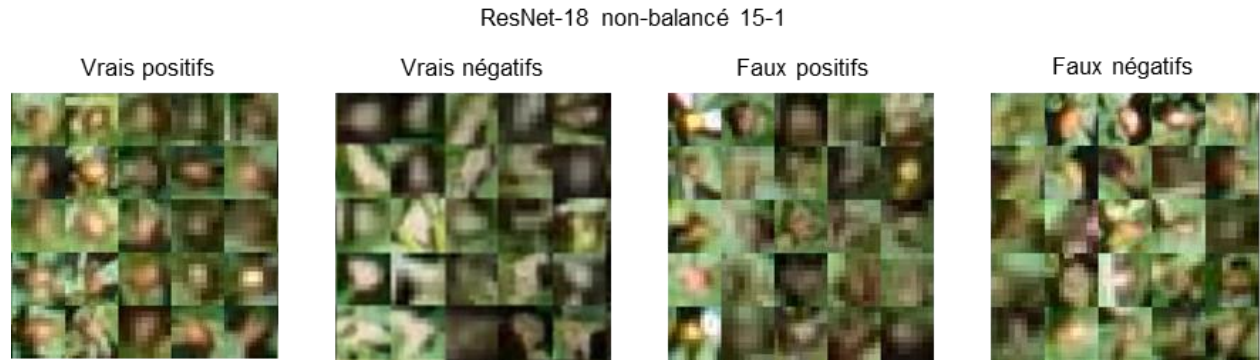 ResNet-18 non-balancé 15-1
Vrais positifs
Vrais négatifs
Faux positifs
Faux négatifs